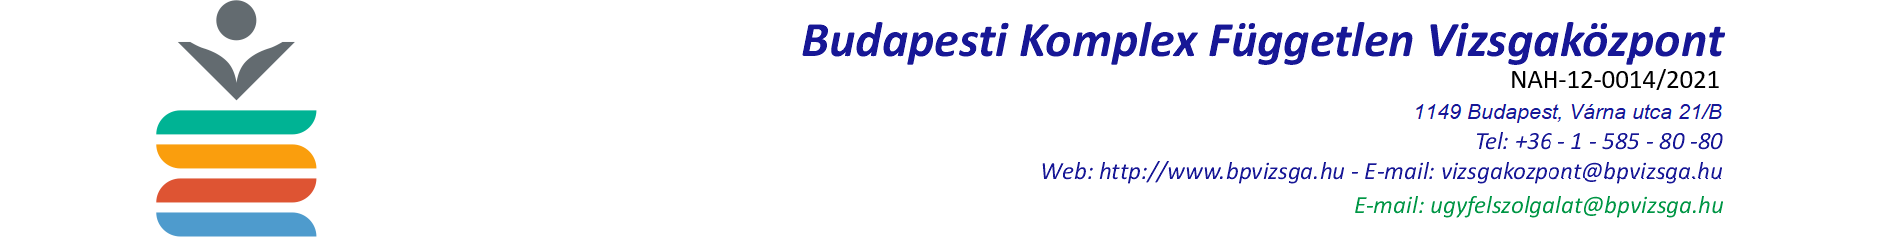 Budapesti Komplex Független Vizsgaközpont
NAH-12-0014/2021
1149 Budapest, Várna utca 21/B
Tel: +36 - 1 - 585 - 80 -80
Web: http://www.bpvizsga.hu - E-mail: vizsgakozpont@bpvizsga.hu
E-mail: ugyfelszolgalat@bpvizsga.hu